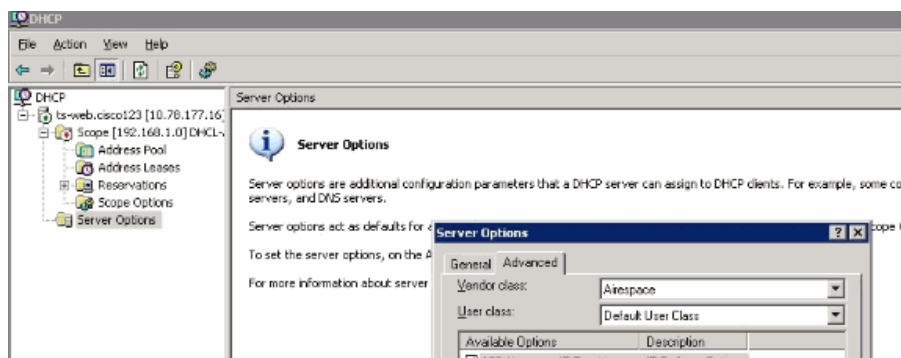 DHCP
File Action View Help
DHCP
ts-web.cisco123 [10.78.177.16]
Scope [192.168.1.0] DHCL-
Address Pool
Address Leases
Reservations
Scope Options
Server Options
Server Options
Server Options
Server options are additional configuration parameters that a DHCP server can assign to DHCP clients. For example, some co
servers, and DNS servers.
Server options act as defaults for
To set the server options, on the A
For more information about server
Server Options
General Advanced
Vendor class: Airespace
User class: Default User Class
Available Options Description